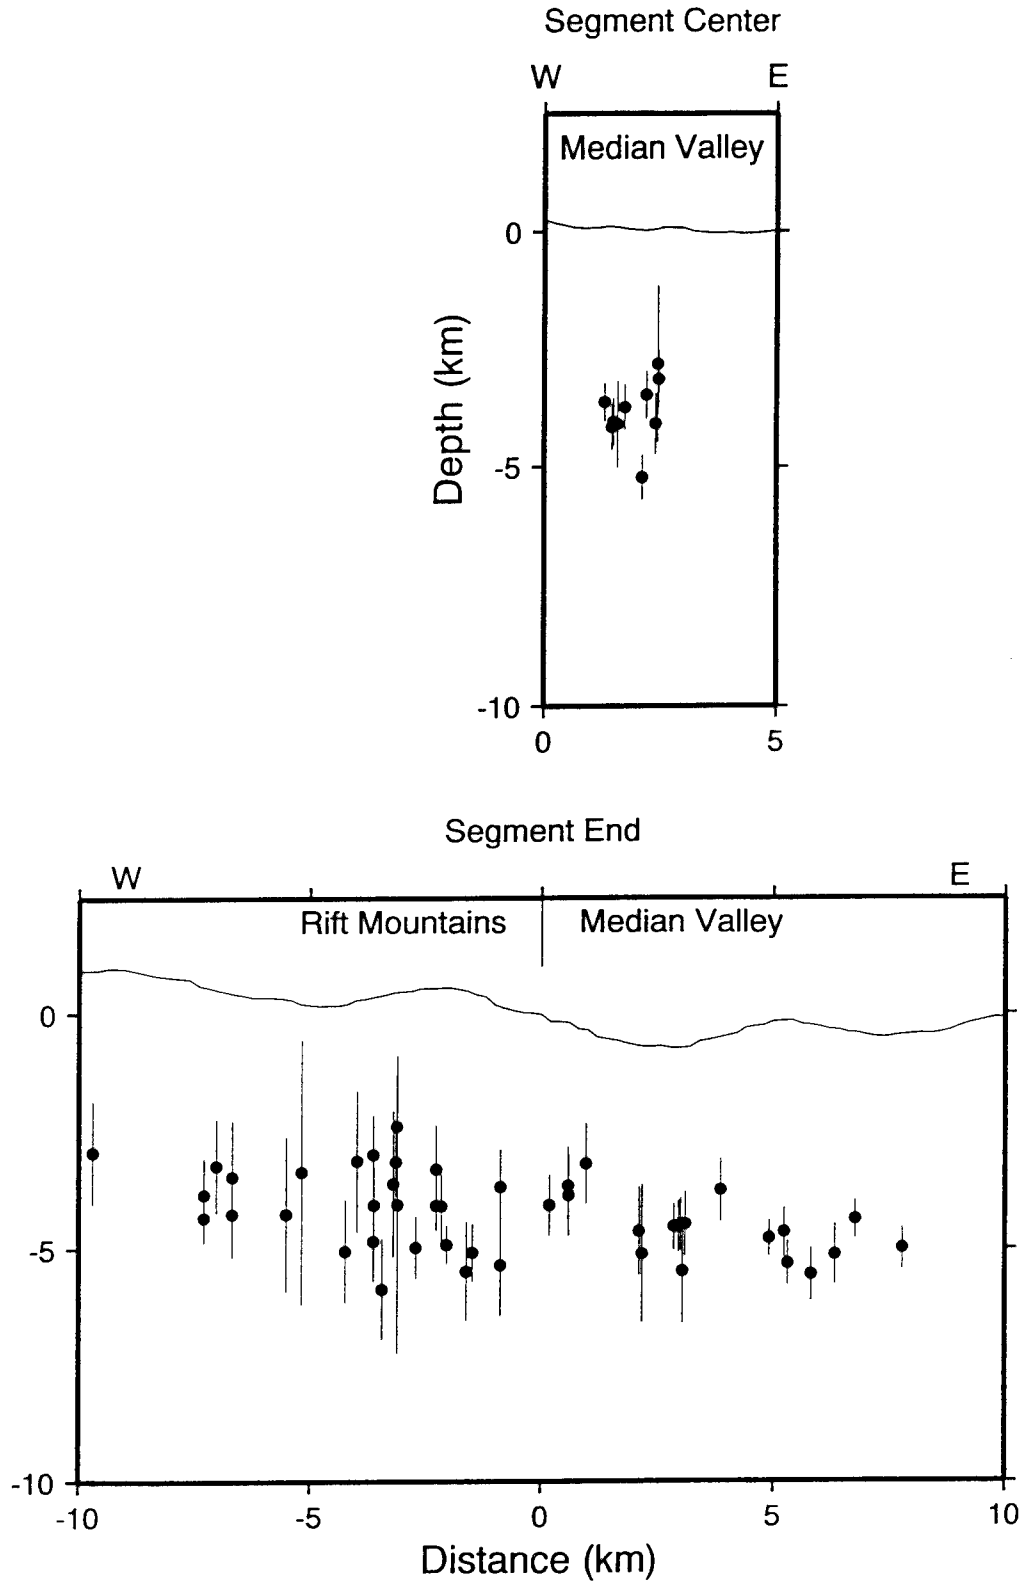 Segment Center
W E
Median Valley
0
Depth (km)
-5
-10
0 5
Segment End
W E
Rift Mountains Median Valley
0
-5
-10
-10 -5 0 5 10
Distance (km)